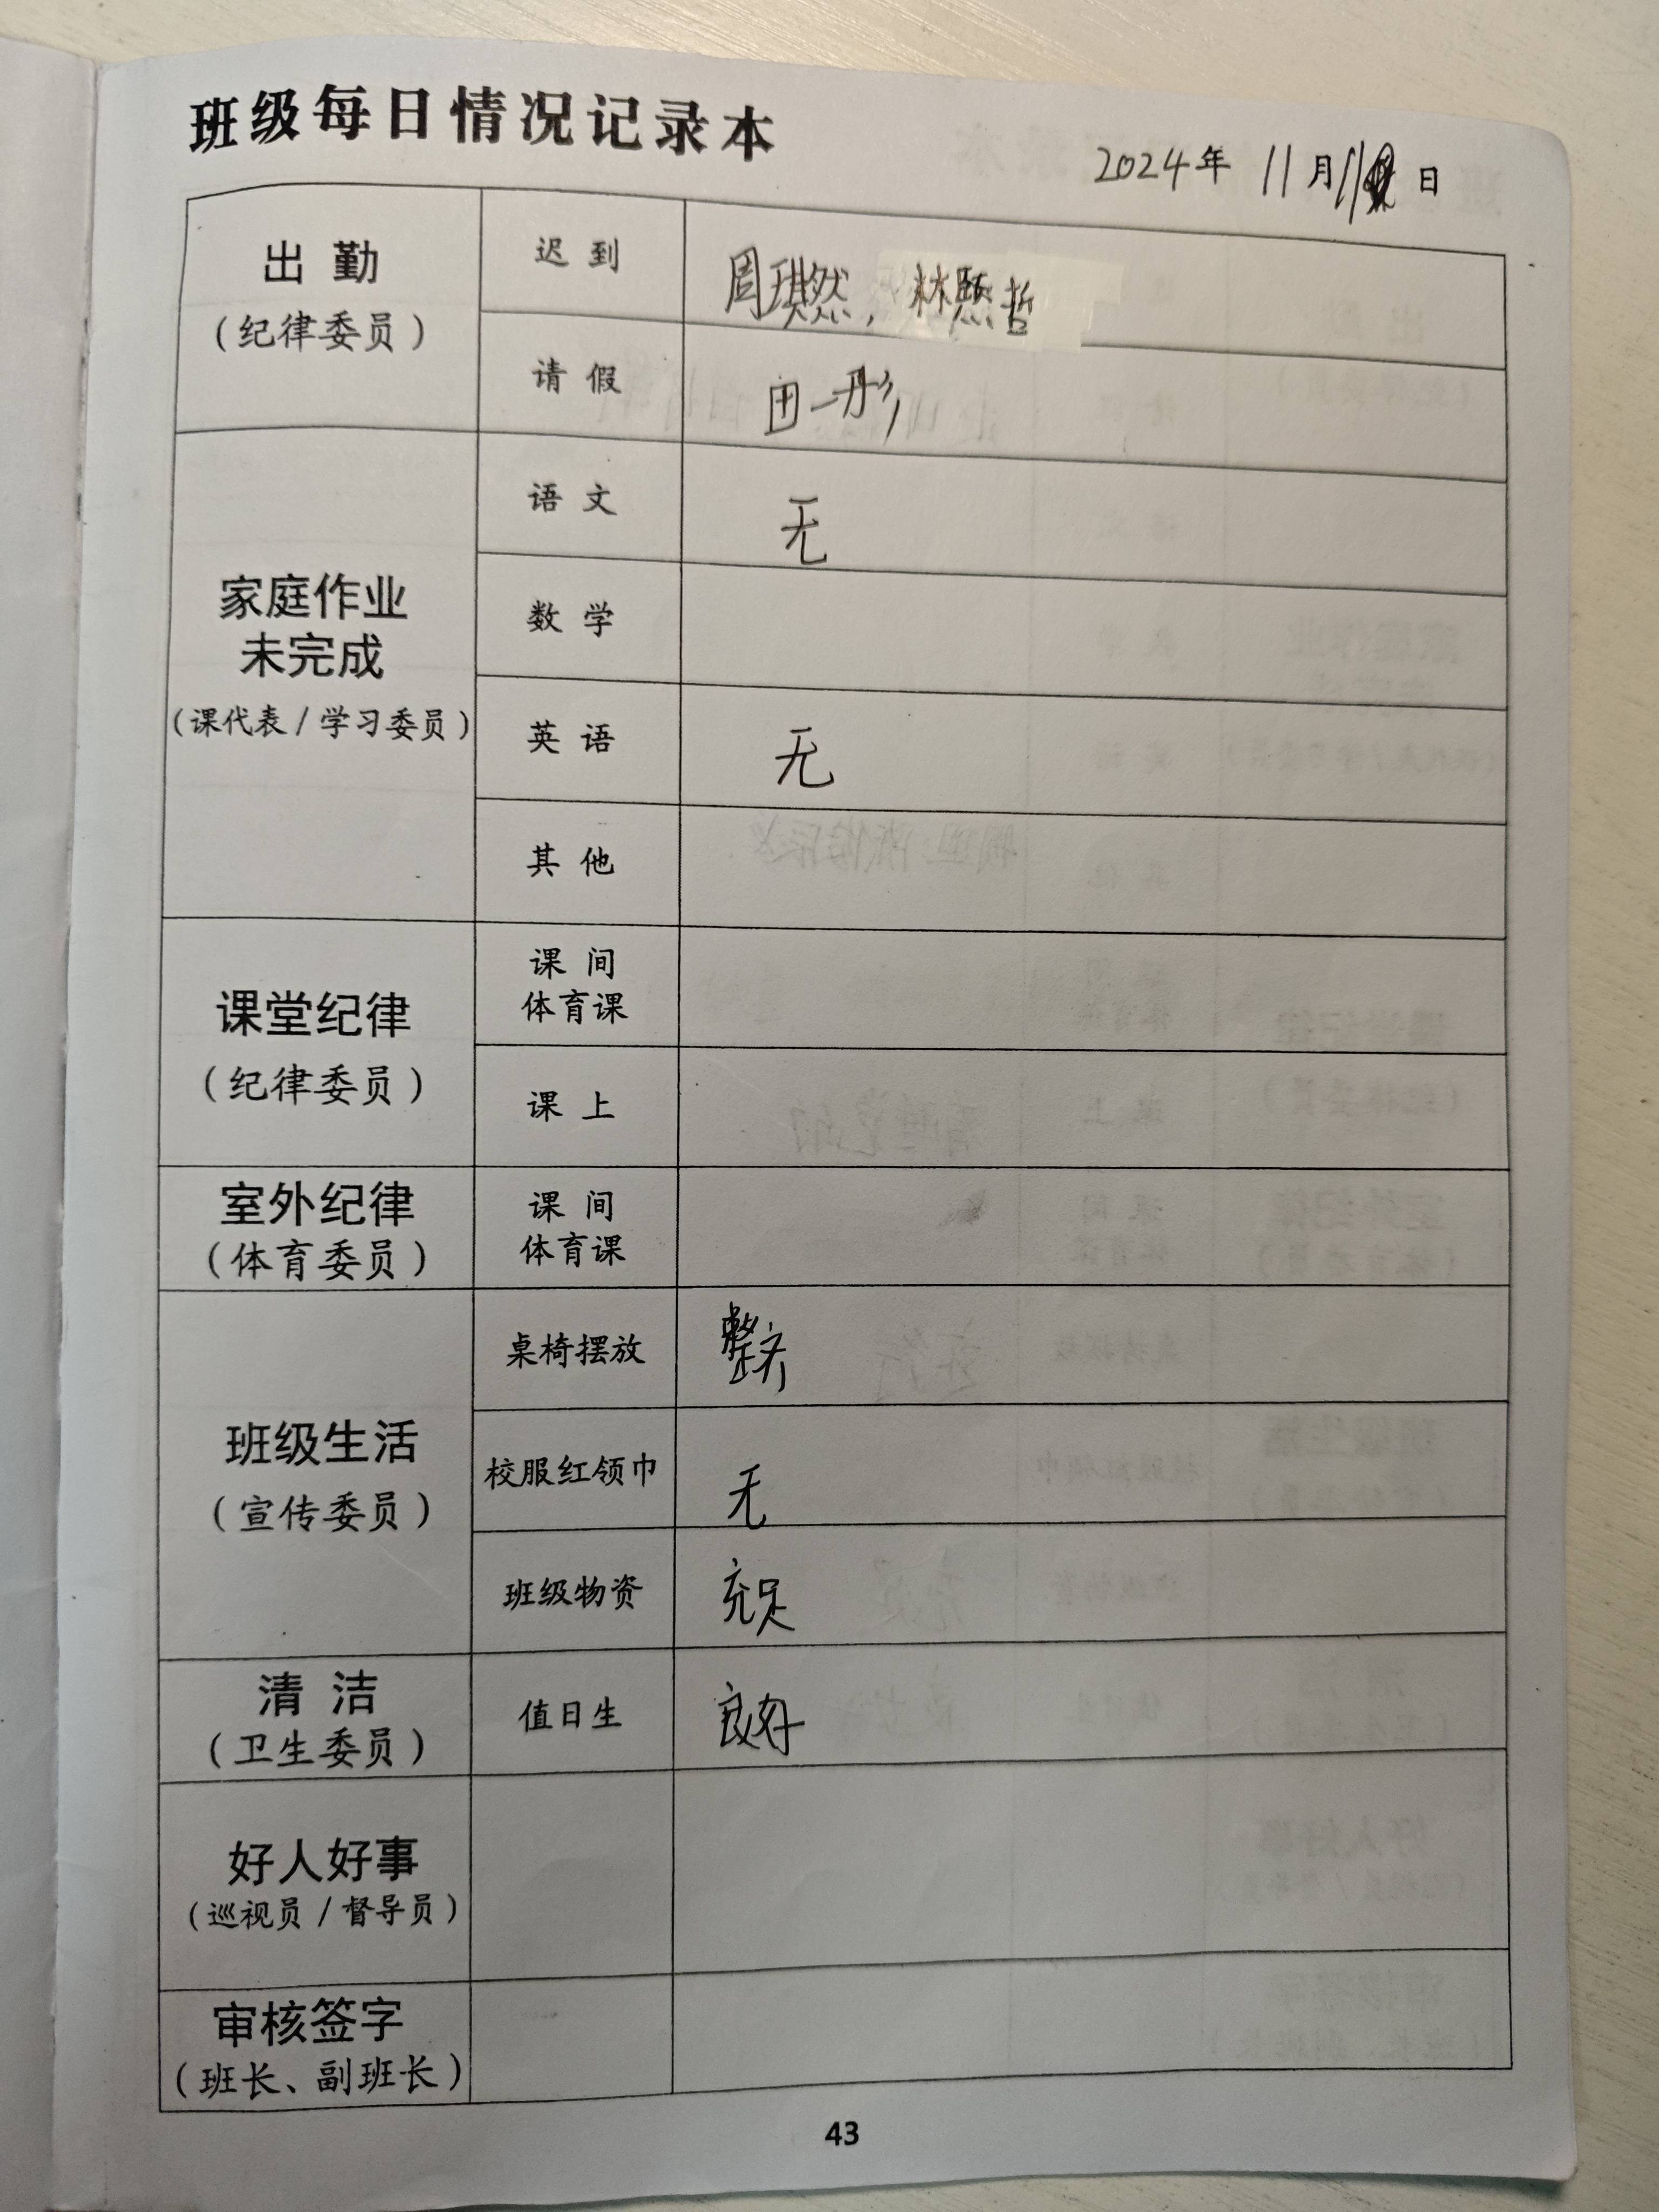 班级每日情况记录本
2024年 11月11日
出勤
（纪律委员）
迟到
周琪燃，林熙哲
请假
田一彤
家庭作业
未完成
（课代表/学习委员）
语文
无
数学
英语
无
其他
课堂纪律
（纪律委员）
课间
体育课
课上
室外纪律
（体育委员）
课间
体育课
班级生活
（宣传委员）
桌椅摆放
整齐
校服红领巾
无
班级物资
充足
清洁
（卫生委员）
值日生
良好
好人好事
（巡视员/督导员）
审核签字
（班长、副班长）
43